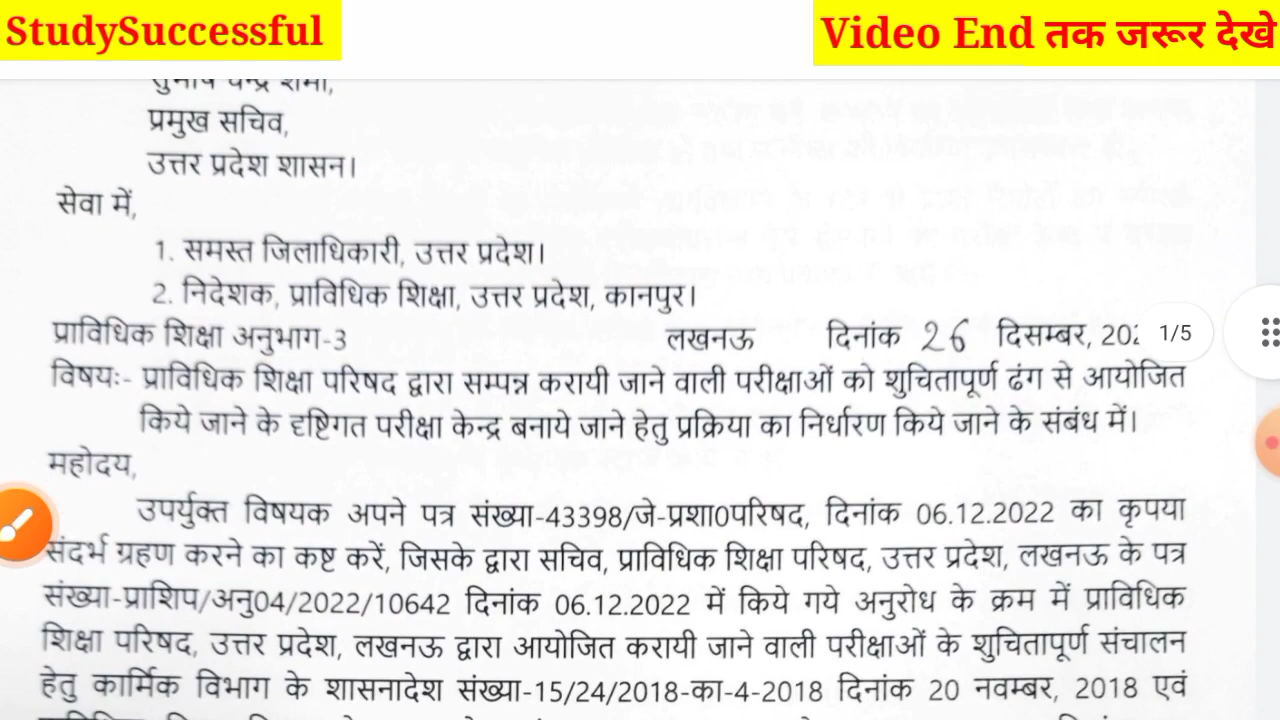 StudySuccessful
Video End तक जरूर देखे
शर्मा,
प्रमुख सचिव,
उत्तर प्रदेश शासन।
सेवा में,
1. समस्त जिलाधिकारी, उत्तर प्रदेश।
2. निदेशक, प्राविधिक शिक्षा, उत्तर प्रदेश, कानपुर।
प्राविधिक शिक्षा अनुभाग-3 लखनऊ दिनांक 26 दिसम्बर, 202
1/5
विषयः- प्राविधिक शिक्षा परिषद द्वारा सम्पन्न करायी जाने वाली परीक्षाओं को शुचितापूर्ण ढंग से आयोजित
किये जाने के दृष्टिगत परीक्षा केन्द्र बनाये जाने हेतु प्रक्रिया का निर्धारण किये जाने के संबंध में।
महोदय,
उपर्युक्त विषयक अपने पत्र संख्या-43398/जे-प्रशा0परिषद, दिनांक 06.12.2022 का कृपया
संदर्भ ग्रहण करने का कष्ट करें, जिसके द्वारा सचिव, प्राविधिक शिक्षा परिषद, उत्तर प्रदेश, लखनऊ के पत्र
संख्या-प्राशिप/अनु04/2022/10642 दिनांक 06.12.2022 में किये गये अनुरोध के क्रम में प्राविधिक
शिक्षा परिषद, उत्तर प्रदेश, लखनऊ द्वारा आयोजित करायी जाने वाली परीक्षाओं के शुचितापूर्ण संचालन
हेतु कार्मिक विभाग के शासनादेश संख्या-15/24/2018-का-4-2018 दिनांक 20 नवम्बर, 2018 एवं